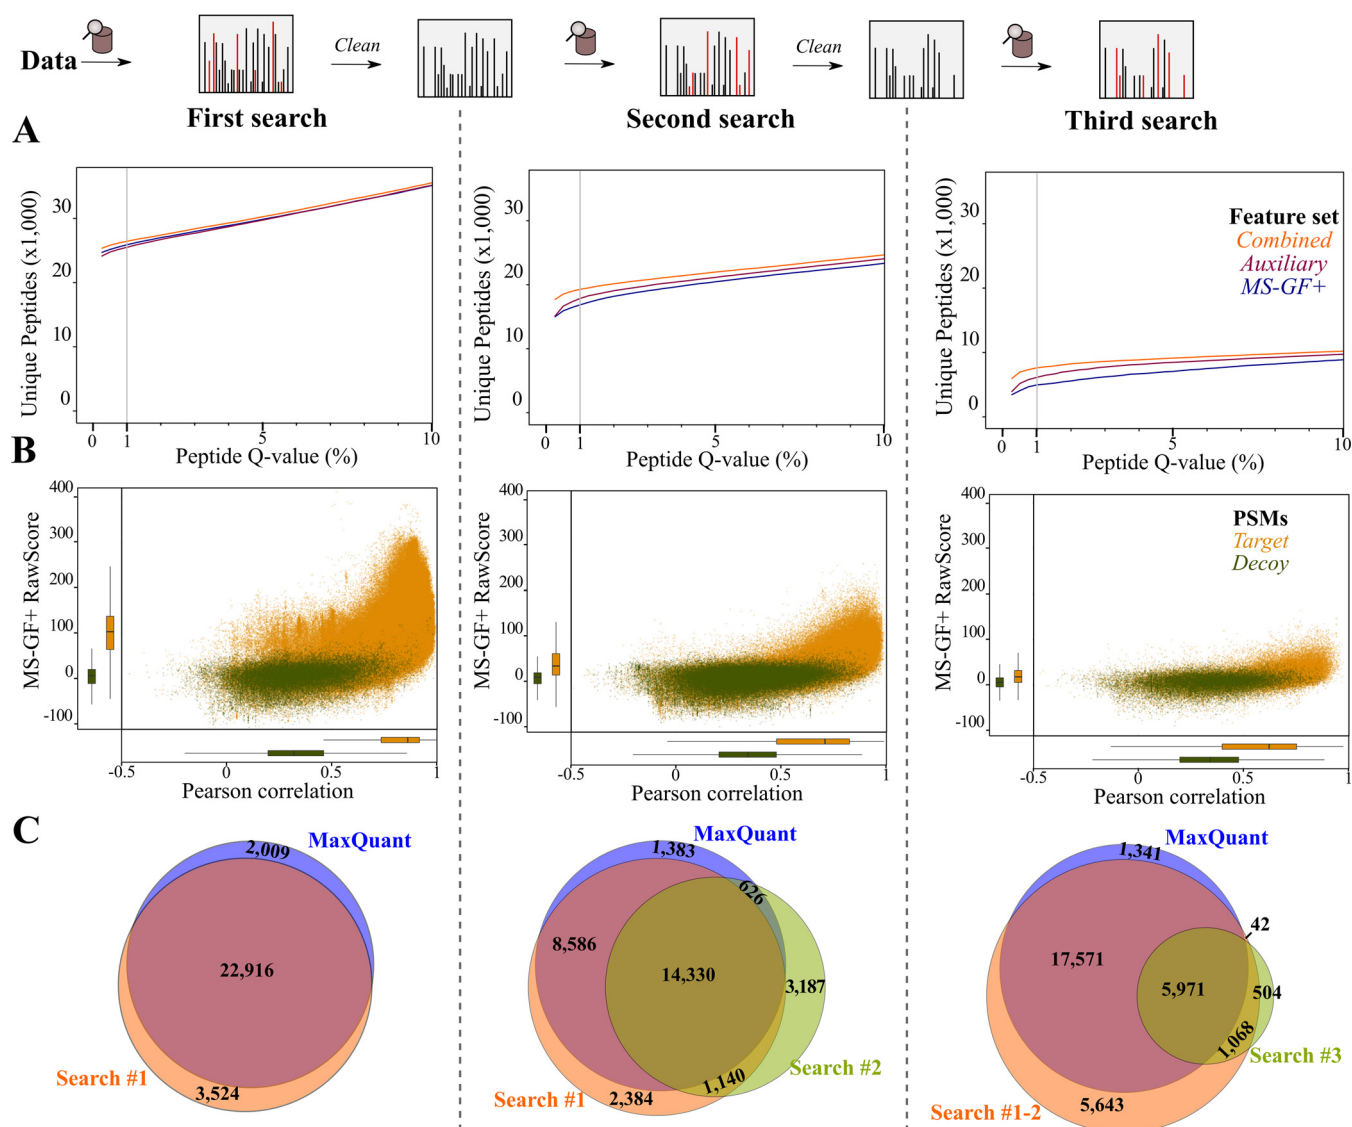 Data
Clean
Clean
First search
Second search
Third search
A
Unique Peptides (x1,000)
30
20
10
0
0 1 5 10
Peptide Q-value (%)
Unique Peptides (x1,000)
30
20
10
0
0 1 5 10
Peptide Q-value (%)
Unique Peptides (x1,000)
30
20
10
0
0 1 5 10
Peptide Q-value (%)
Feature set
Combined
Auxiliary
MS-GF+
B
MS-GF+ RawScore
400
300
200
100
0
-100
-0.5 0 0.5 1
Pearson correlation
MS-GF+ RawScore
400
300
200
100
0
-100
-0.5 0 0.5 1
Pearson correlation
MS-GF+ RawScore
400
300
200
100
0
-100
-0.5 0 0.5 1
Pearson correlation
PSMs
Target
Decoy
C
2,009
MaxQuant
22,916
Search #1
3,524
MaxQuant
1,383
626
8,586
14,330
3,187
1,140
Search #2
Search #1
2,384
MaxQuant
1,341
42
17,571
5,971
504
1,068
Search #3
Search #1-2
5,643